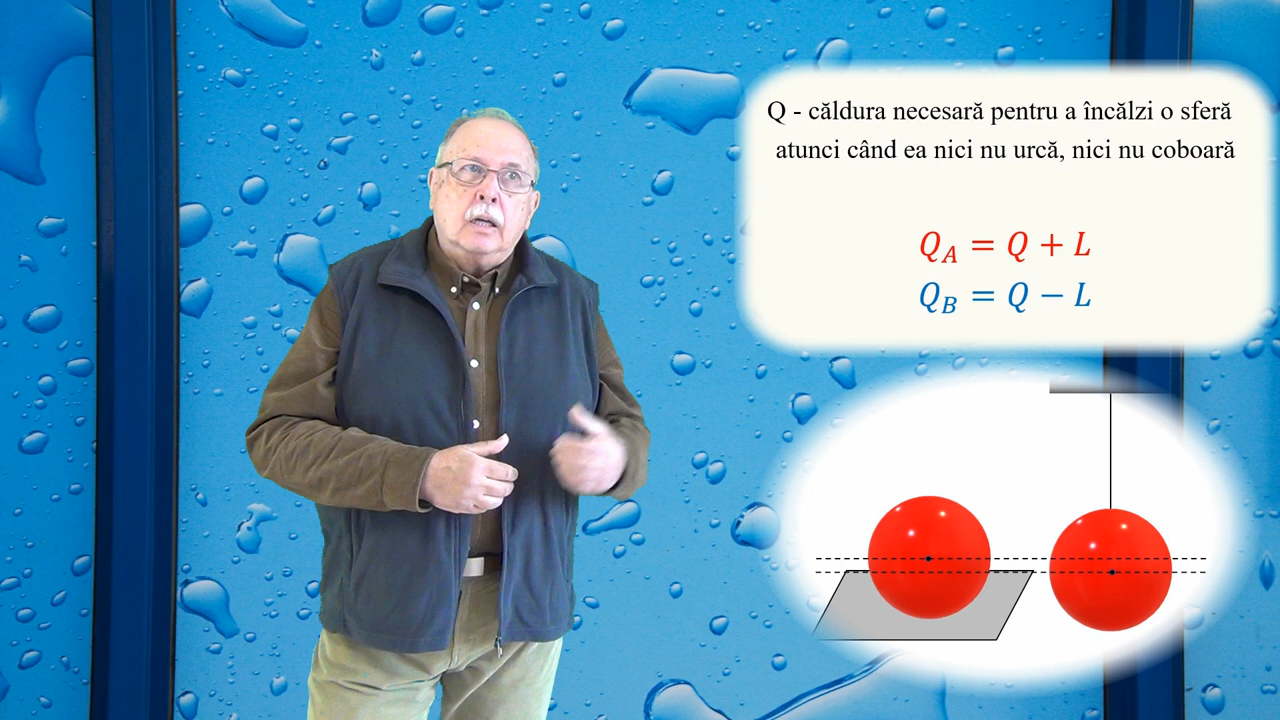 Q - căldura necesară pentru a încălzi o sferă
atunci când ea nici nu urcă, nici nu coboară
Q_A = Q + L
Q_B = Q − L